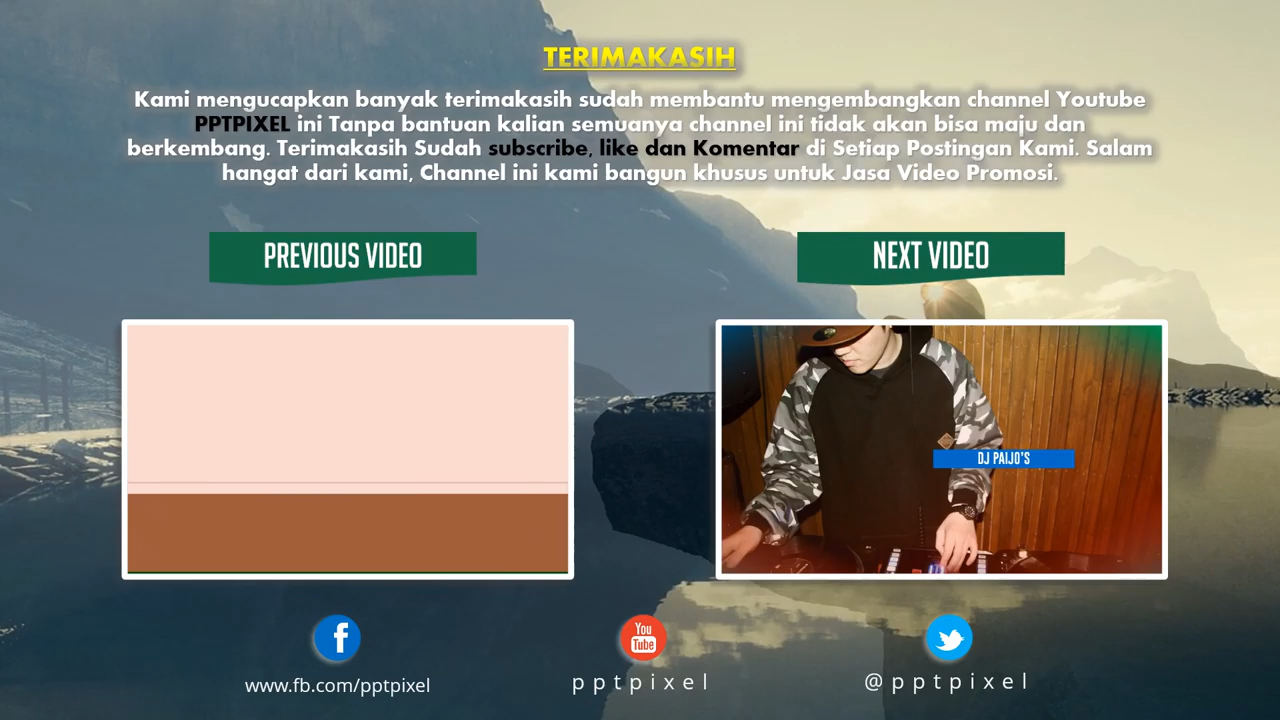 TERIMAKASIH
Kami mengucapkan banyak terimakasih sudah membantu mengembangkan channel Youtube
PPTPIXEL ini Tanpa bantuan kalian semuanya channel ini tidak akan bisa maju dan
berkembang. Terimakasih Sudah subscribe, like dan Komentar di Setiap Postingan Kami. Salam
hangat dari kami, Channel ini kami bangun khusus untuk Jasa Video Promosi.
PREVIOUS VIDEO
NEXT VIDEO
DJ PAIJO'S
You
Tube
www.fb.com/pptpixel
pptpixel
@pptpixel